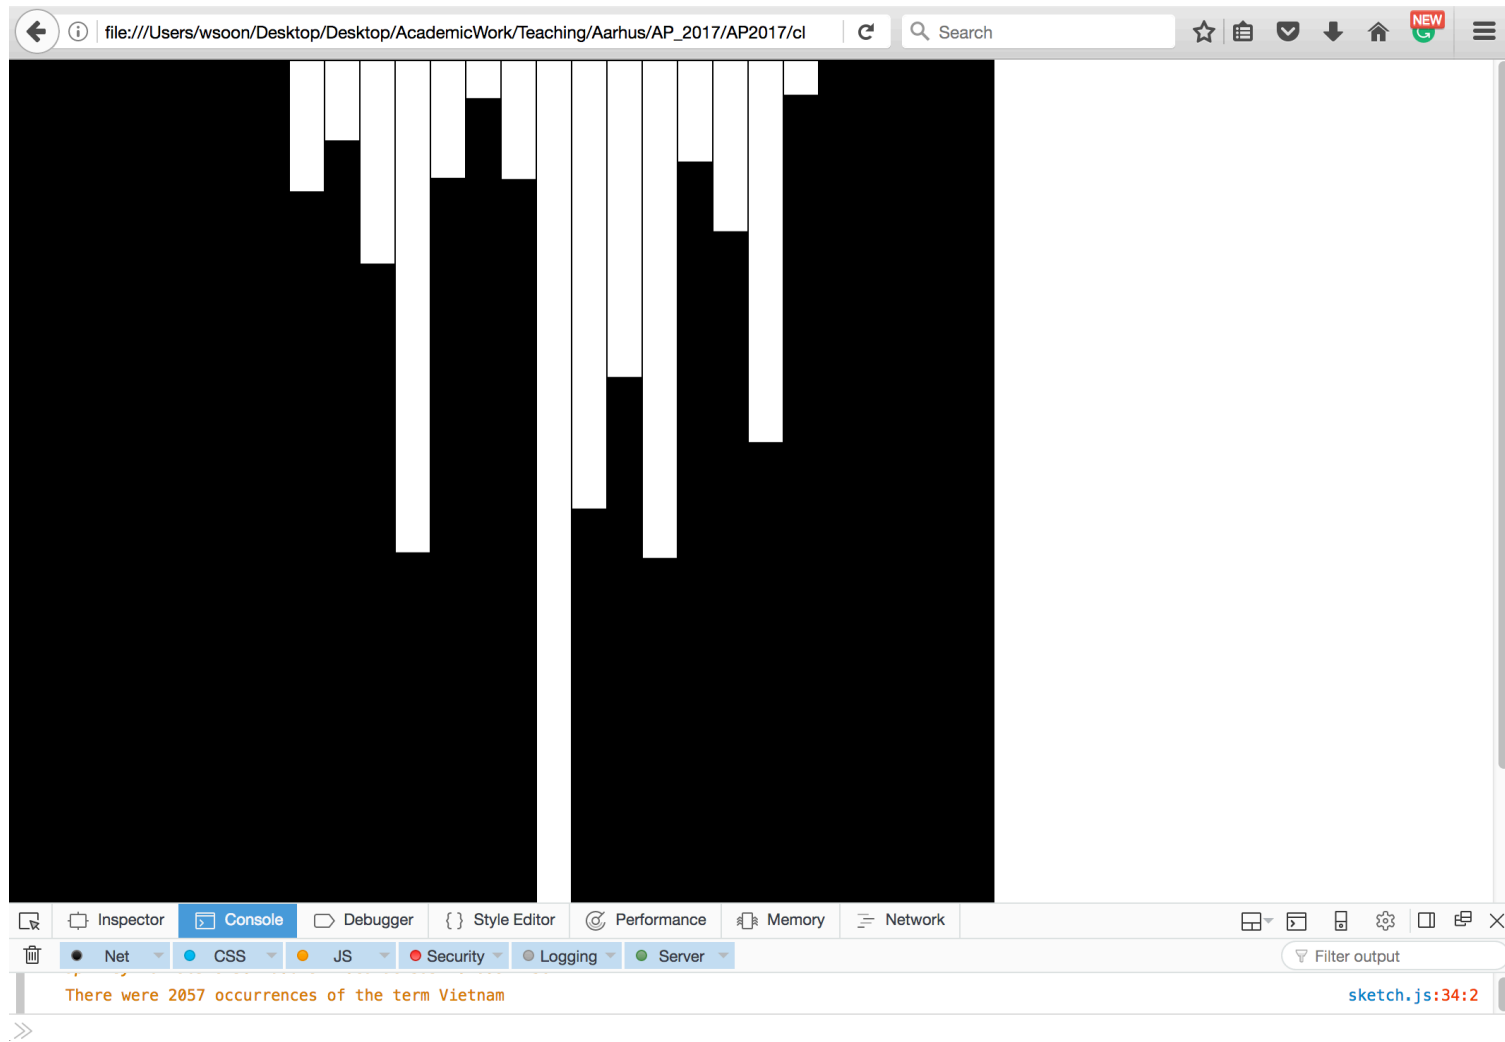 file:///Users/wsoon/Desktop/Desktop/AcademicWork/Teaching/Aarhus/AP_2017/AP2017/cl
Search
NEW
Inspector Console Debugger { } Style Editor Performance Memory Network
Net CSS JS Security Logging Server Filter output
There were 2057 occurrences of the term Vietnam sketch.js:34:2